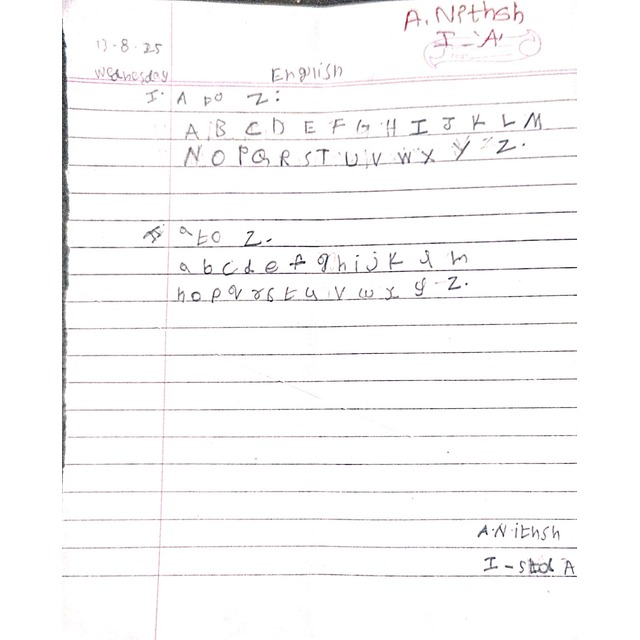 A. Nithsh
I - 'A'
13-8-25
Wednesday
English
I. A to Z:
A B C D E F G H I J K L M
N O P Q R S T U V W X Y Z.
II. a to Z.
a b c d e f g h i j k l m
n o p q r s t u v w x y z.
A.Nithsh
I - std A